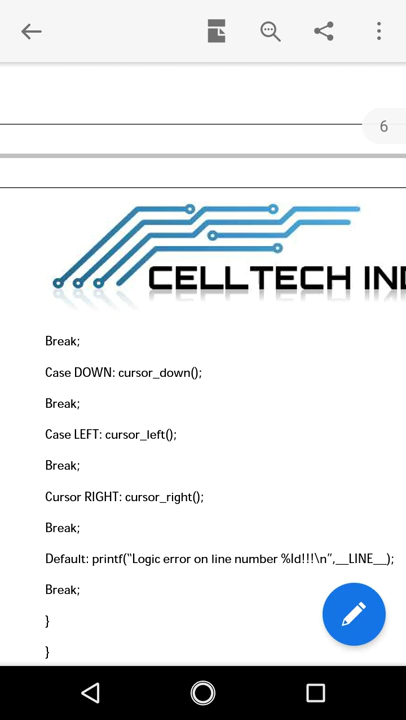 6
CELLTECH IN
Break;
Case DOWN: cursor_down();
Break;
Case LEFT: cursor_left();
Break;
Cursor RIGHT: cursor_right();
Break;
Default: printf("Logic error on line number %ld!!!\n",__LINE__);
Break;
}
}